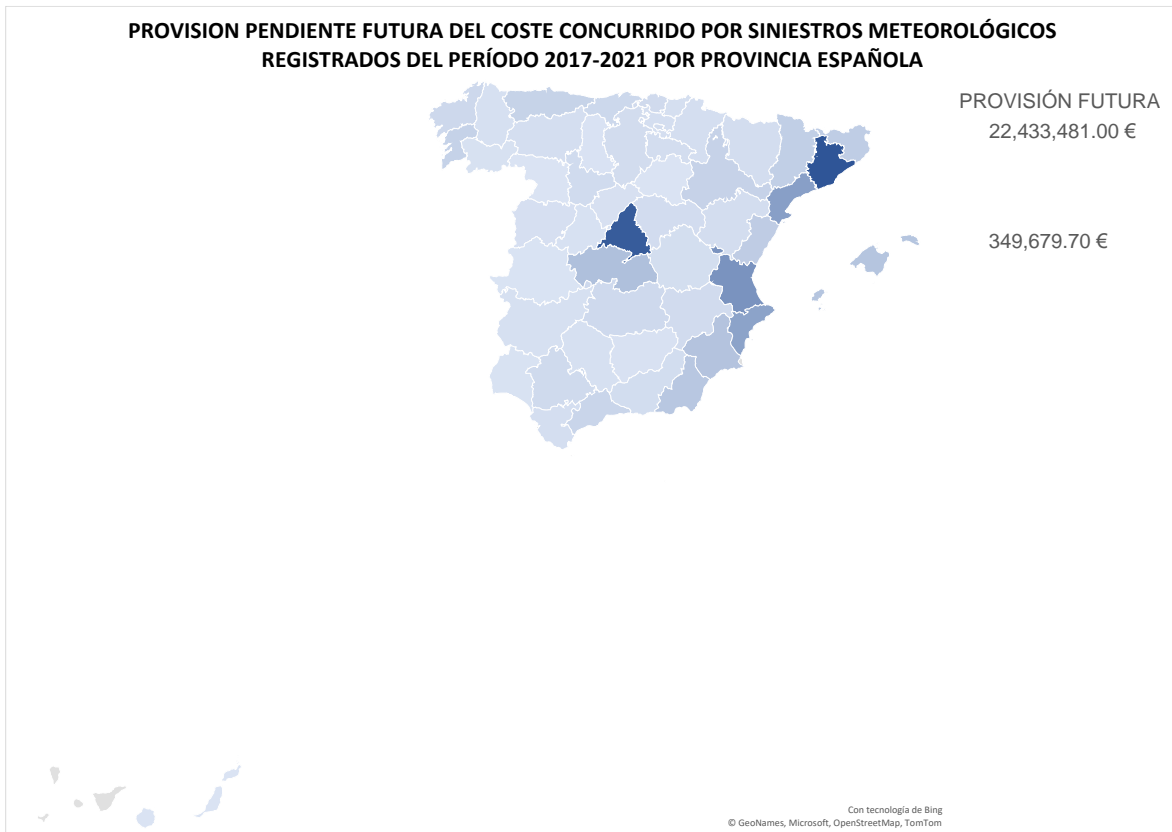 PROVISION PENDIENTE FUTURA DEL COSTE CONCURRIDO POR SINIESTROS METEOROLÓGICOS
REGISTRADOS DEL PERÍODO 2017-2021 POR PROVINCIA ESPAÑOLA
PROVISIÓN FUTURA
22,433,481.00 €
349,679.70 €
Con tecnología de Bing
© GeoNames, Microsoft, OpenStreetMap, TomTom